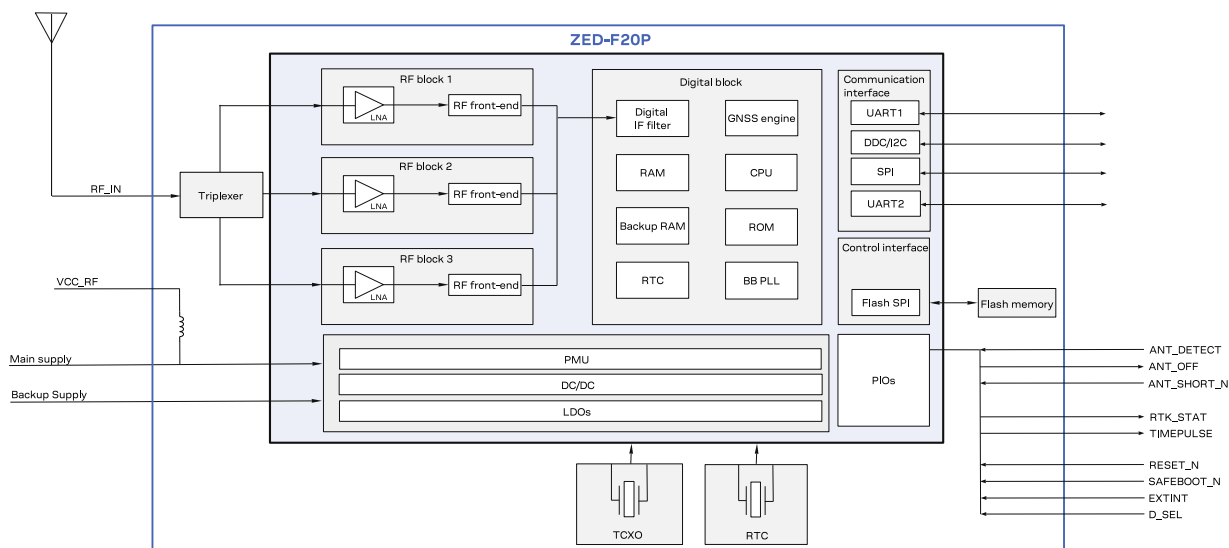 ZED-F20P
RF block 1
LNA
RF front-end
RF block 2
LNA
RF front-end
RF block 3
LNA
RF front-end
RF_IN
Triplexer
VCC_RF
Main supply
Backup Supply
Digital block
Digital
IF filter
GNSS engine
RAM
CPU
Backup RAM
ROM
RTC
BB PLL
Communication
interface
UART1
DDC/I2C
SPI
UART2
Control interface
Flash SPI
Flash memory
PMU
DC/DC
LDOs
PIOs
ANT_DETECT
ANT_OFF
ANT_SHORT_N
RTK_STAT
TIMEPULSE
RESET_N
SAFEBOOT_N
EXTINT
D_SEL
TCXO
RTC